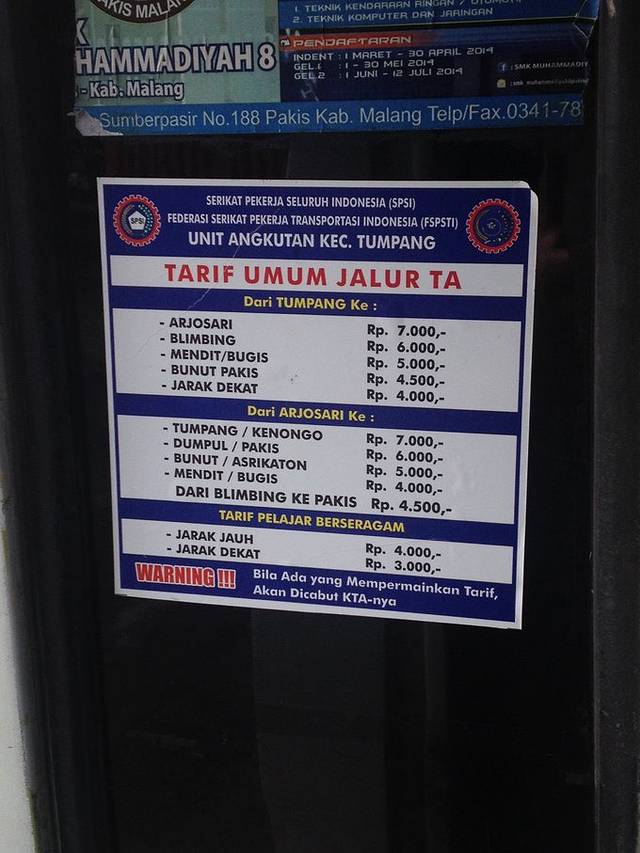 PAKIS MALANG
HAMMADIYAH 8
- Kab. Malang
1. TEKNIK KENDARAAN RINGAN / OTOMOTIF
2. TEKNIK KOMPUTER DAN JARINGAN
PENDAFTARAN
INDENT : 1 MARET - 30 APRIL 2014
GEL.1 : 1 - 30 MEI 2014
GEL.2 : 1 JUNI - 12 JULI 2014
: SMK MUHAMMADIY
Sumberpasir No.188 Pakis Kab. Malang Telp/Fax.0341-78
SPSI
SERIKAT PEKERJA SELURUH INDONESIA (SPSI)
FEDERASI SERIKAT PEKERJA TRANSPORTASI INDONESIA (FSPSTI)
UNIT ANGKUTAN KEC. TUMPANG
TARIF UMUM JALUR TA
Dari TUMPANG Ke :
- ARJOSARI Rp. 7.000,-
- BLIMBING Rp. 6.000,-
- MENDIT/BUGIS Rp. 5.000,-
- BUNUT PAKIS Rp. 4.500,-
- JARAK DEKAT Rp. 4.000,-
Dari ARJOSARI Ke :
- TUMPANG / KENONGO Rp. 7.000,-
- DUMPUL / PAKIS Rp. 6.000,-
- BUNUT / ASRIKATON Rp. 5.000,-
- MENDIT / BUGIS Rp. 4.000,-
DARI BLIMBING KE PAKIS Rp. 4.500,-
TARIF PELAJAR BERSERAGAM
- JARAK JAUH Rp. 4.000,-
- JARAK DEKAT Rp. 3.000,-
WARNING !!! Bila Ada yang Mempermainkan Tarif,
Akan Dicabut KTA-nya